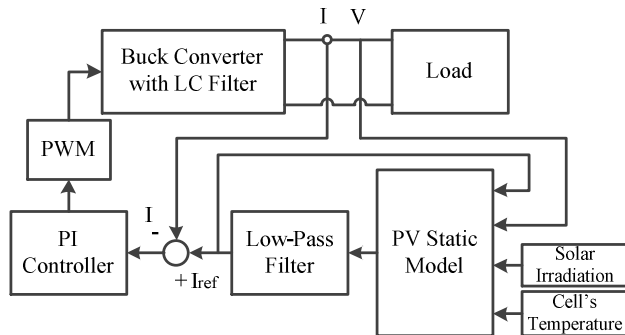 I V
Buck Converter
with LC Filter
Load
PWM
I
-
PI
Controller
+ Iref
Low-Pass
Filter
PV Static
Model
Solar
Irradiation
Cell's
Temperature